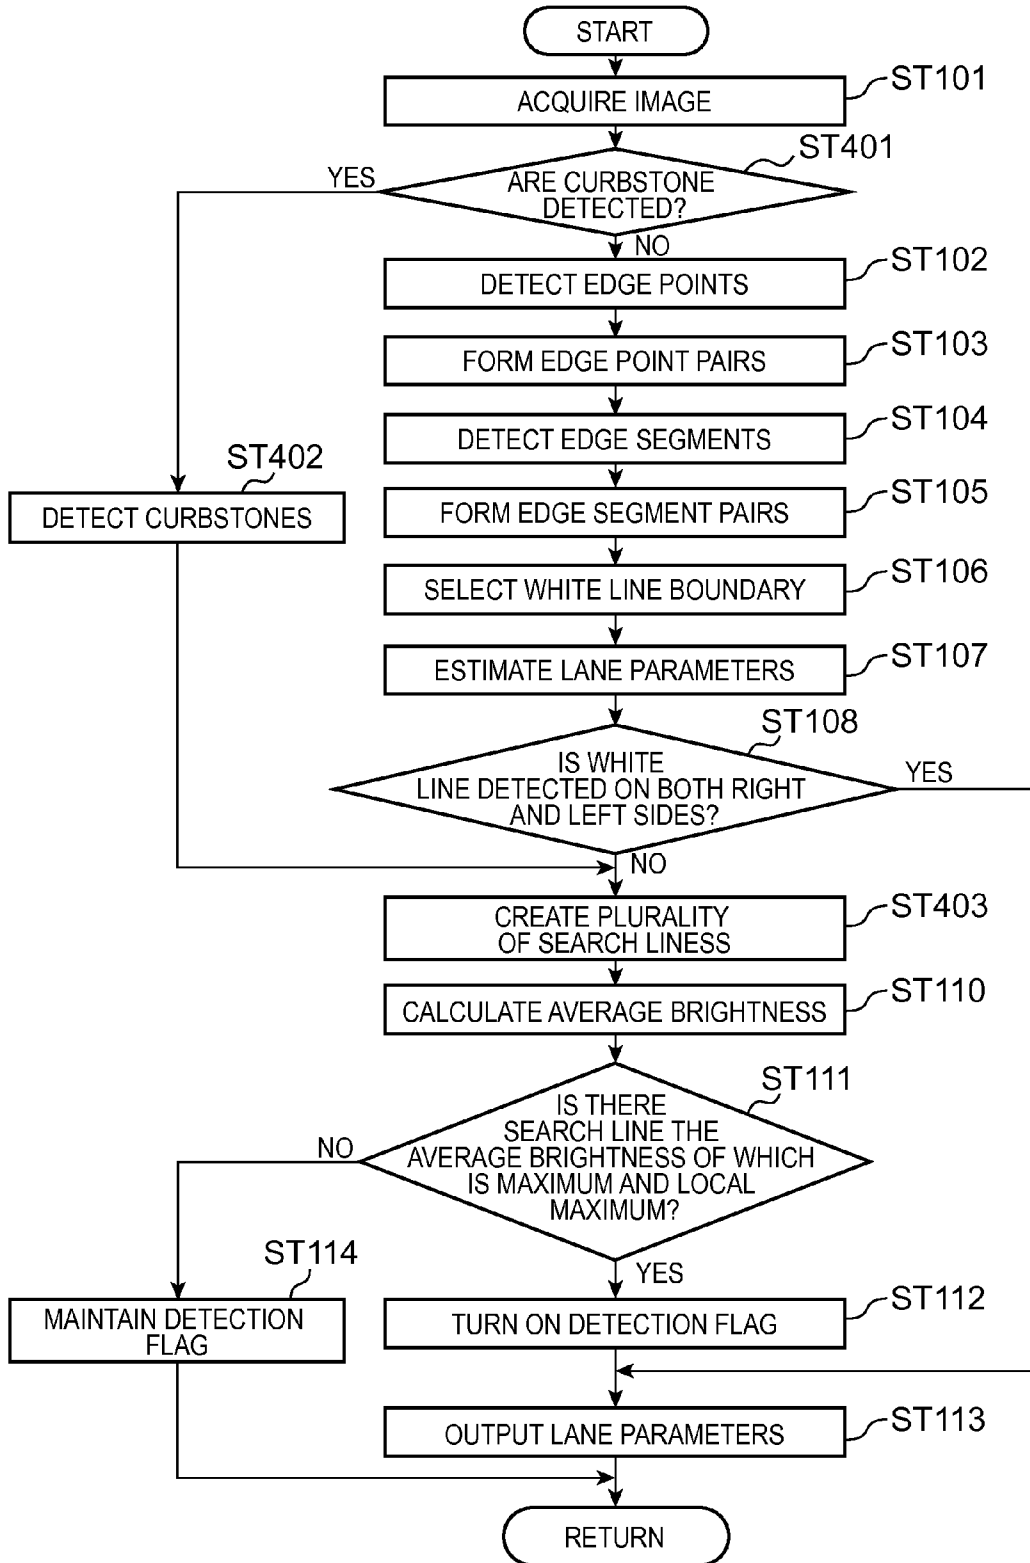 START
ACQUIRE IMAGE
ST101
ST401
YES
ARE CURBSTONE
DETECTED?
NO
DETECT EDGE POINTS
ST102
FORM EDGE POINT PAIRS
ST103
DETECT EDGE SEGMENTS
ST104
ST402
DETECT CURBSTONES
FORM EDGE SEGMENT PAIRS
ST105
SELECT WHITE LINE BOUNDARY
ST106
ESTIMATE LANE PARAMETERS
ST107
ST108
IS WHITE
LINE DETECTED ON BOTH RIGHT
AND LEFT SIDES?
YES
NO
CREATE PLURALITY
OF SEARCH LINESS
ST403
CALCULATE AVERAGE BRIGHTNESS
ST110
ST111
IS THERE
SEARCH LINE THE
AVERAGE BRIGHTNESS OF WHICH
IS MAXIMUM AND LOCAL
MAXIMUM?
NO
YES
ST114
MAINTAIN DETECTION
FLAG
TURN ON DETECTION FLAG
ST112
OUTPUT LANE PARAMETERS
ST113
RETURN